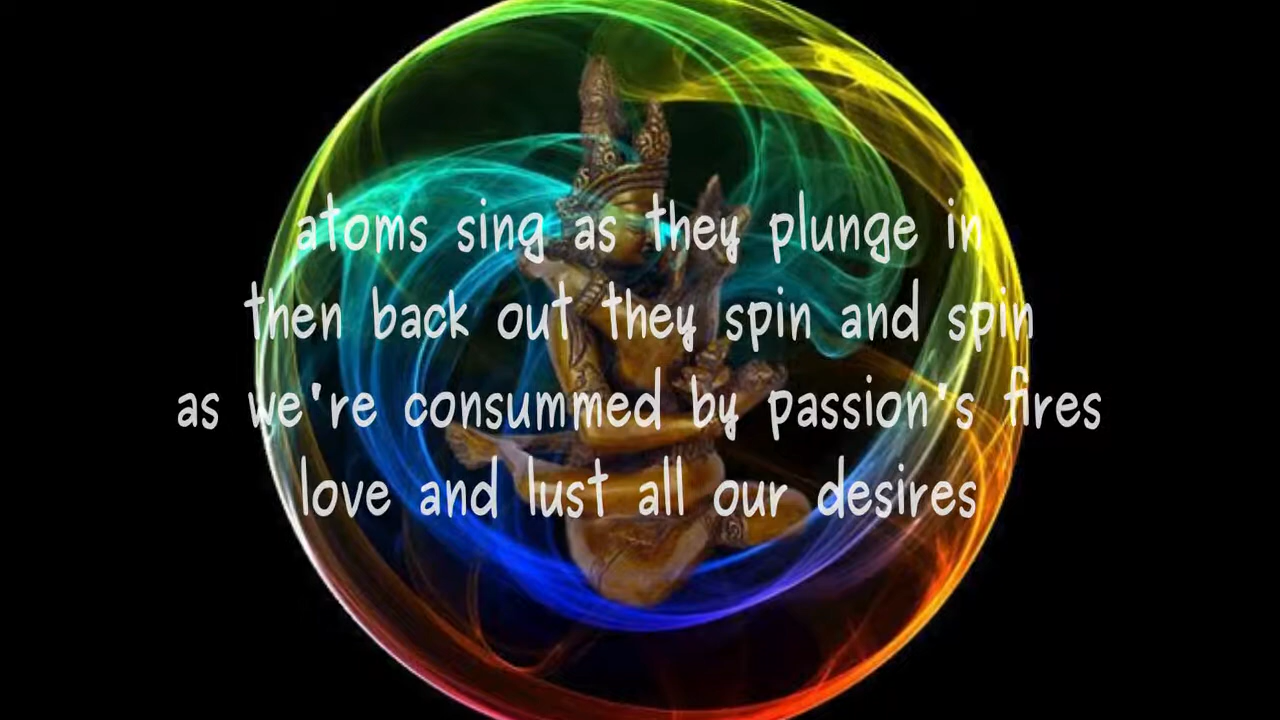 atoms sing as they plunge in
then back out they spin and spin
as we're consummed by passion's fires
love and lust all our desires